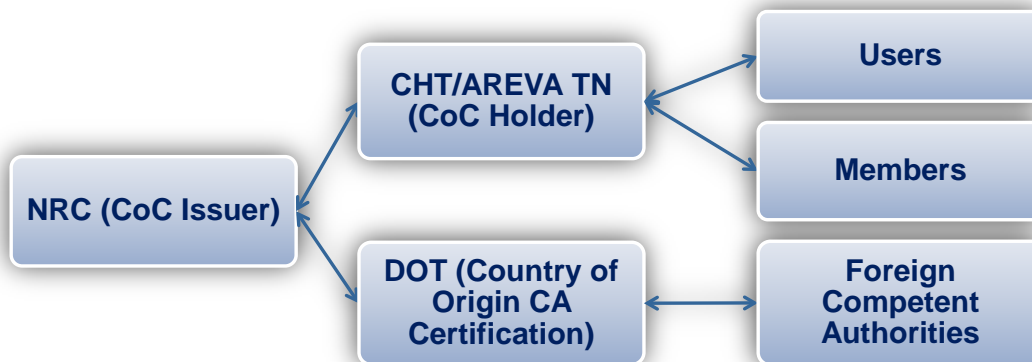 NRC (CoC Issuer)
CHT/AREVA TN
(CoC Holder)
DOT (Country of
Origin CA
Certification)
Users
Members
Foreign
Competent
Authorities